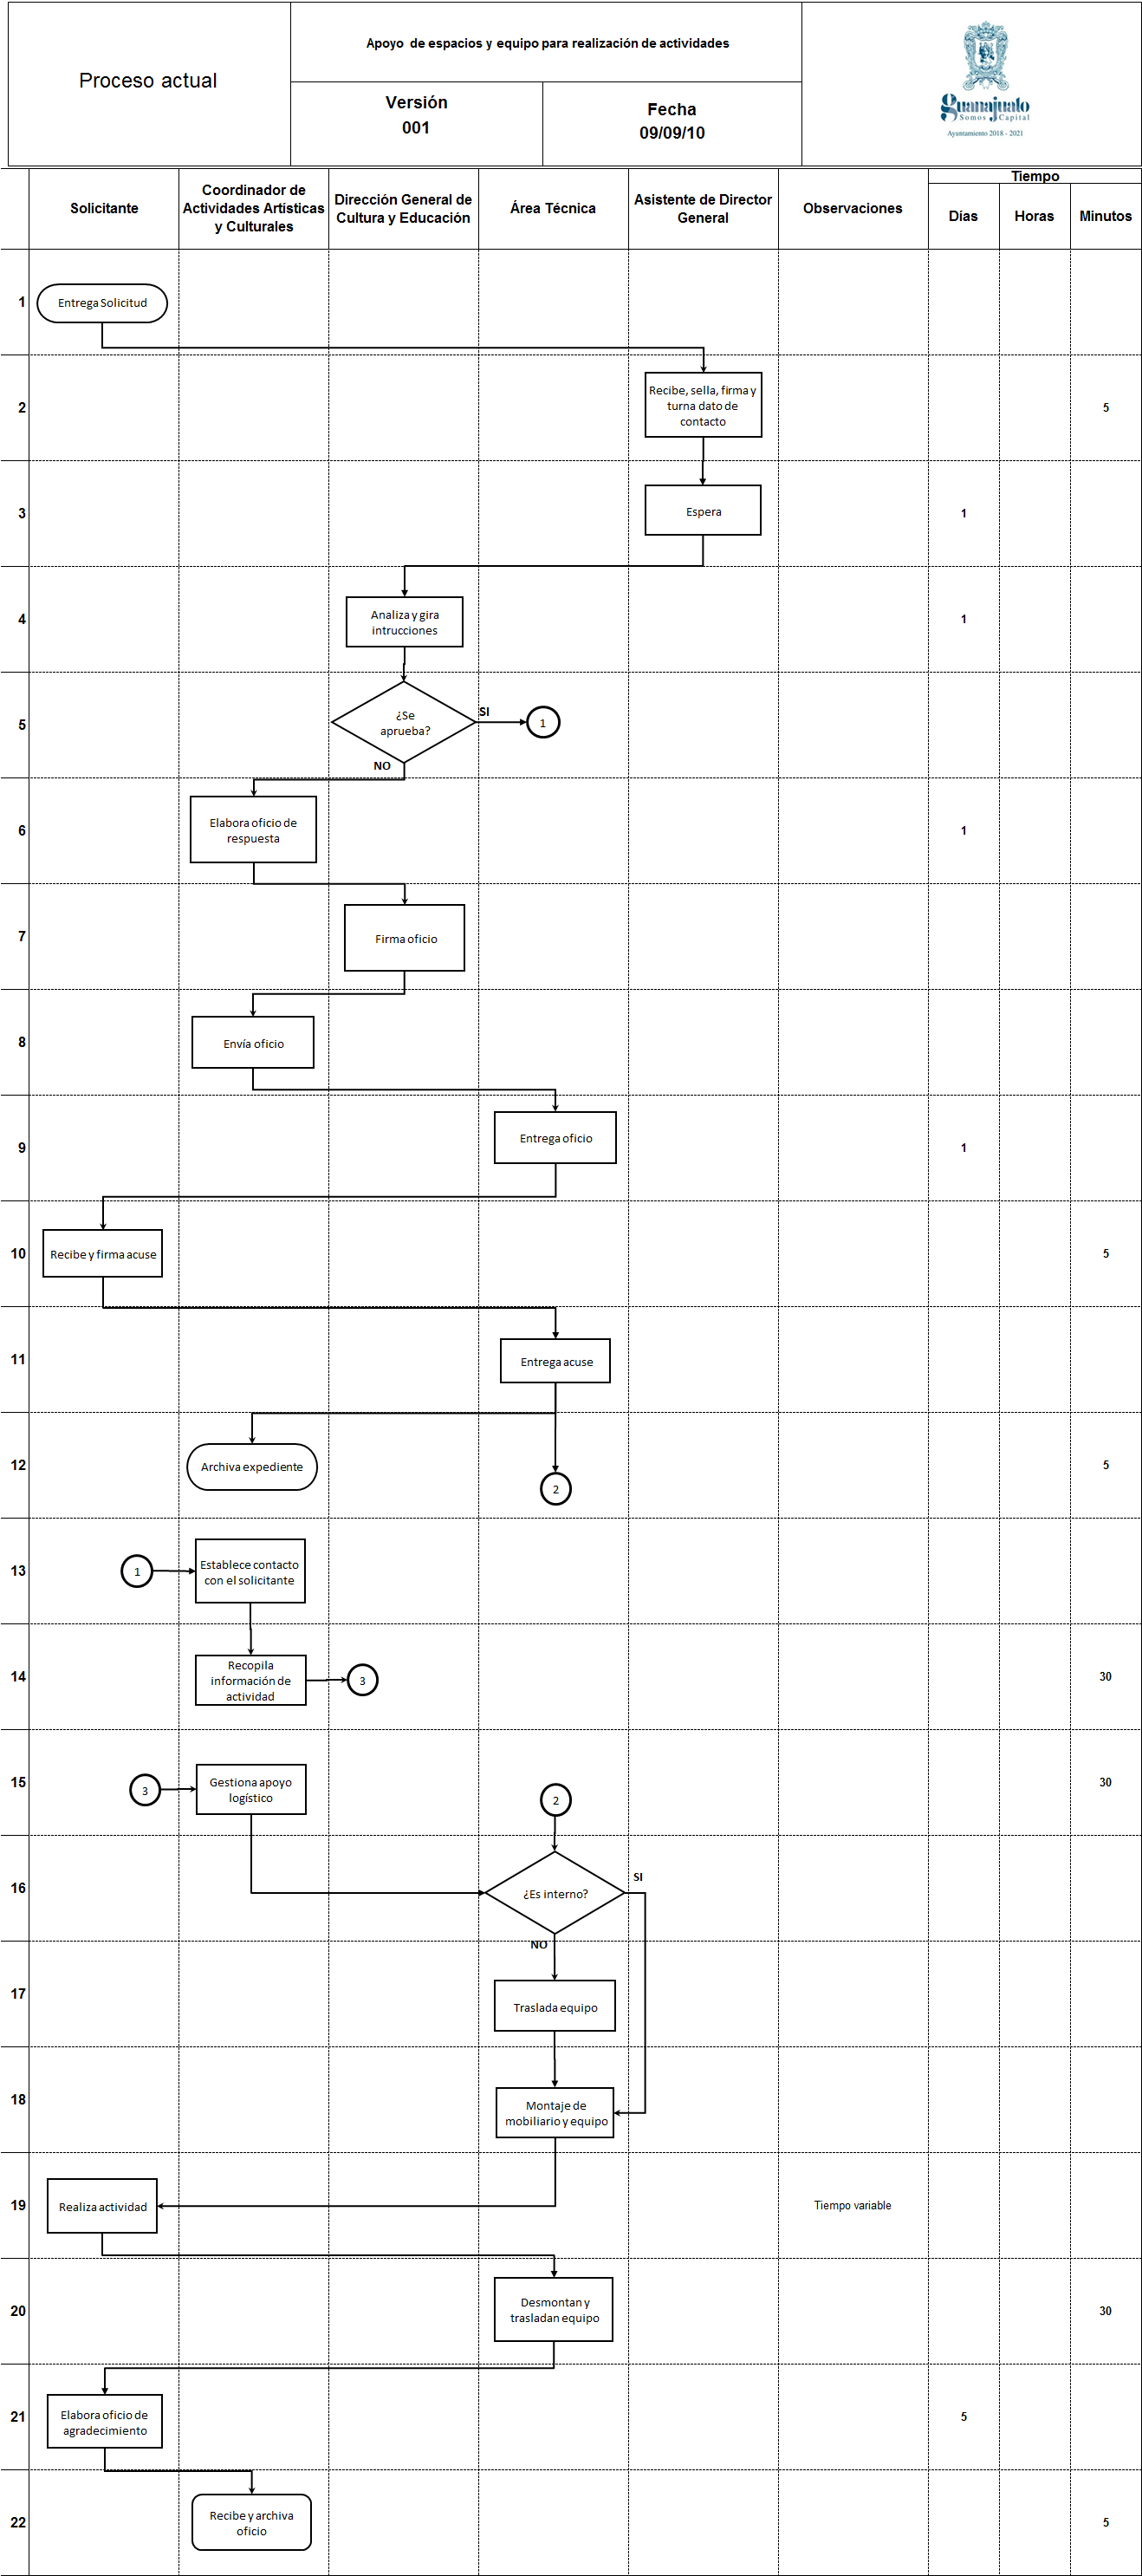 Proceso actual
Apoyo de espacios y equipo para realización de actividades
Versión
001
Fecha
09/09/10
Guanajuato
Somos Capital
Ayuntamiento 2018 - 2021
Solicitante
Coordinador de
Actividades Artísticas
y Culturales
Dirección General de
Cultura y Educación
Área Técnica
Asistente de Director
General
Observaciones
Tiempo
Días
Horas
Minutos
1
Entrega Solicitud
2
Recibe, sella, firma y
turna dato de
contacto
5
3
Espera
1
4
Analiza y gira
intrucciones
1
5
¿Se
aprueba?
SI
1
NO
6
Elabora oficio de
respuesta
1
7
Firma oficio
8
Envía oficio
9
Entrega oficio
1
10
Recibe y firma acuse
5
11
Entrega acuse
12
Archiva expediente
2
5
13
1
Establece contacto
con el solicitante
14
Recopila
información de
actividad
3
30
15
3
Gestiona apoyo
logístico
2
30
16
¿Es interno?
SI
NO
17
Traslada equipo
18
Montaje de
mobiliario y equipo
19
Realiza actividad
Tiempo variable
20
Desmontan y
trasladan equipo
30
21
Elabora oficio de
agradecimiento
5
22
Recibe y archiva
oficio
5